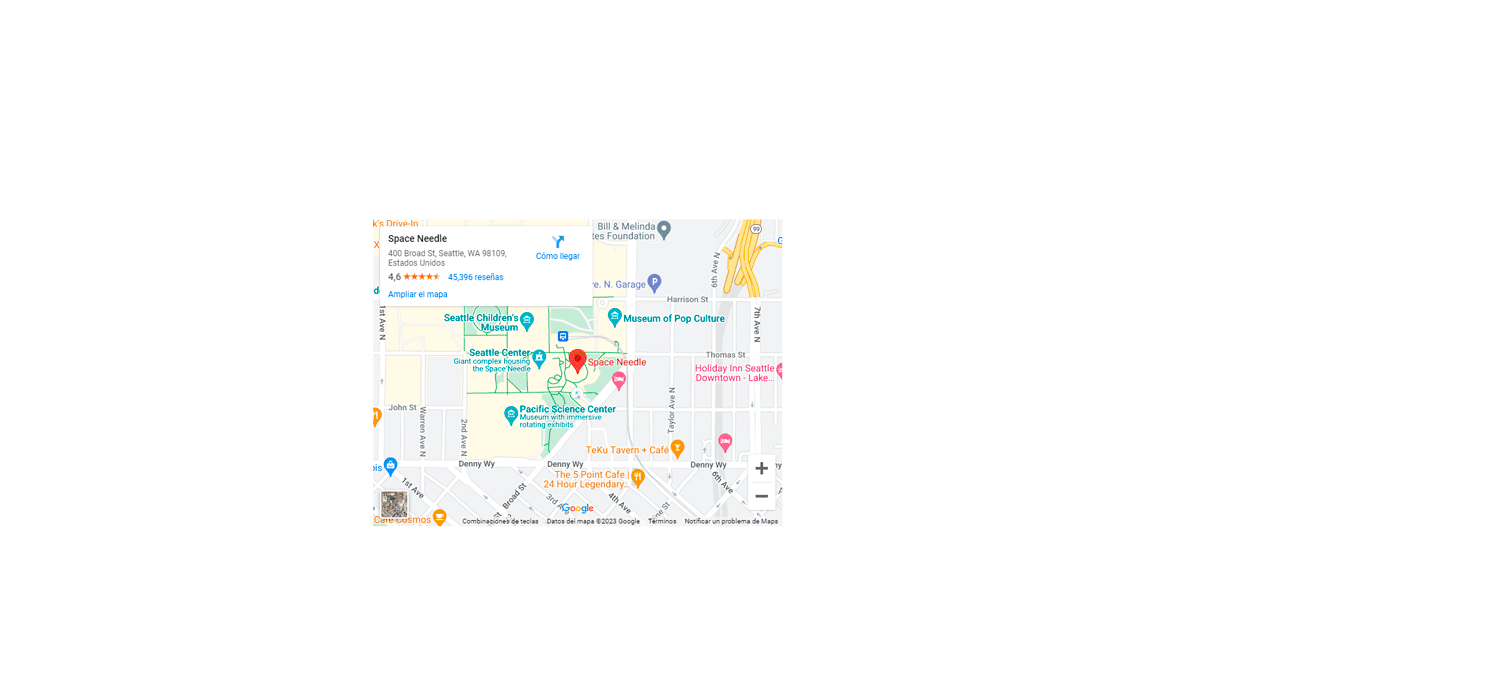 k's Drive-In
Bill & Melinda
tes Foundation
99
Space Needle
400 Broad St, Seattle, WA 98109,
Estados Unidos
4,6
45,396 reseñas
Ampliar el mapa
Cómo llegar
6th Ave N
ve. N. Garage
P
Harrison St
1st Ave N
7th Ave N
Seattle Children's
Museum
Museum of Pop Culture
Seattle Center
Giant complex housing
the Space Needle
Space Needle
Thomas St
Holiday Inn Seattle
Downtown - Lake...
John St
Warren Ave N
2nd Ave N
Taylor Ave N
Pacific Science Center
Museum with immersive
rotating exhibits
TeKu Tavern + Café
Denny Wy
Denny Wy
Denny Wy
The 5 Point Cafe |
24 Hour Legendary...
1st Ave
Broad St
3rd
4th Ave
6th Ave
Café Cosmos
Google
Combinaciones de teclas
Datos del mapa ©2023 Google
Términos
Notificar un problema de Maps